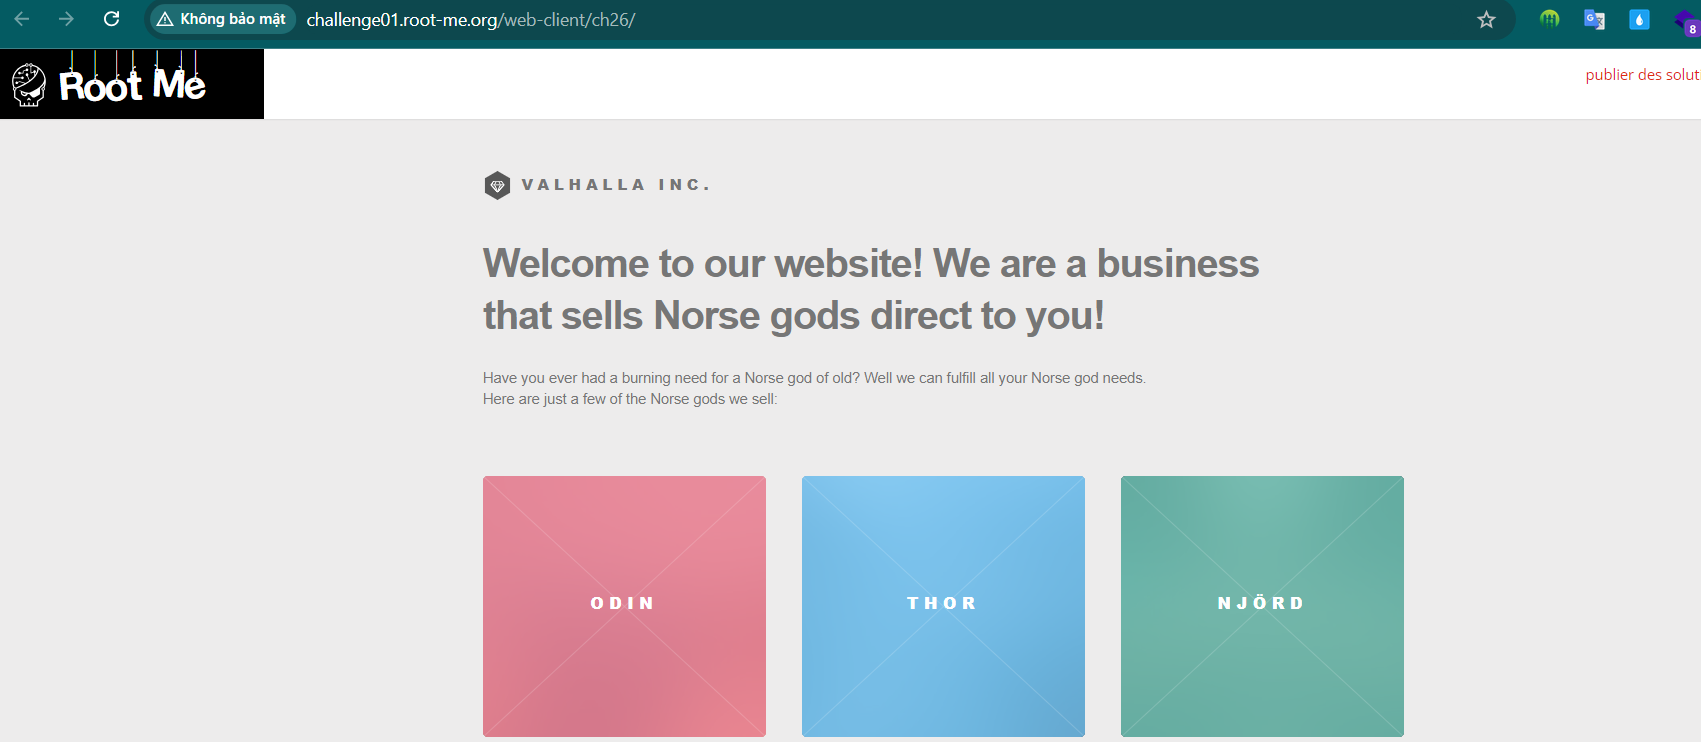 Không bảo mật
challenge01.root-me.org/web-client/ch26/
8
Root Me
publier des solut
VALHALLA INC.
Welcome to our website! We are a business
that sells Norse gods direct to you!
Have you ever had a burning need for a Norse god of old? Well we can fulfill all your Norse god needs.
Here are just a few of the Norse gods we sell:
ODIN
THOR
NJÖRD